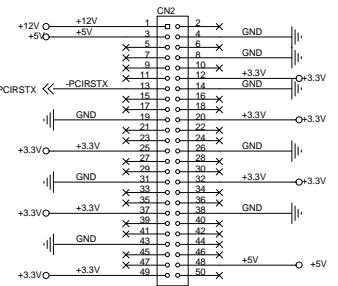 CN2
+12V +12V 1 2
+5V +5V 3 4 GND
5 6
7 8 GND
9 10
11 12 +3.3V +3.3V
PCIRSTX -PCIRSTX 13 14 GND
15 16
17 18
GND 19 20 +3.3V +3.3V
21 22
23 24
+3.3V +3.3V 25 26 GND
27 28
29 30
GND 31 32 +3.3V +3.3V
33 34
35 36
+3.3V +3.3V 37 38 GND
39 40
41 42
GND 43 44
45 46
47 48 +5V +5V
+3.3V +3.3V 49 50